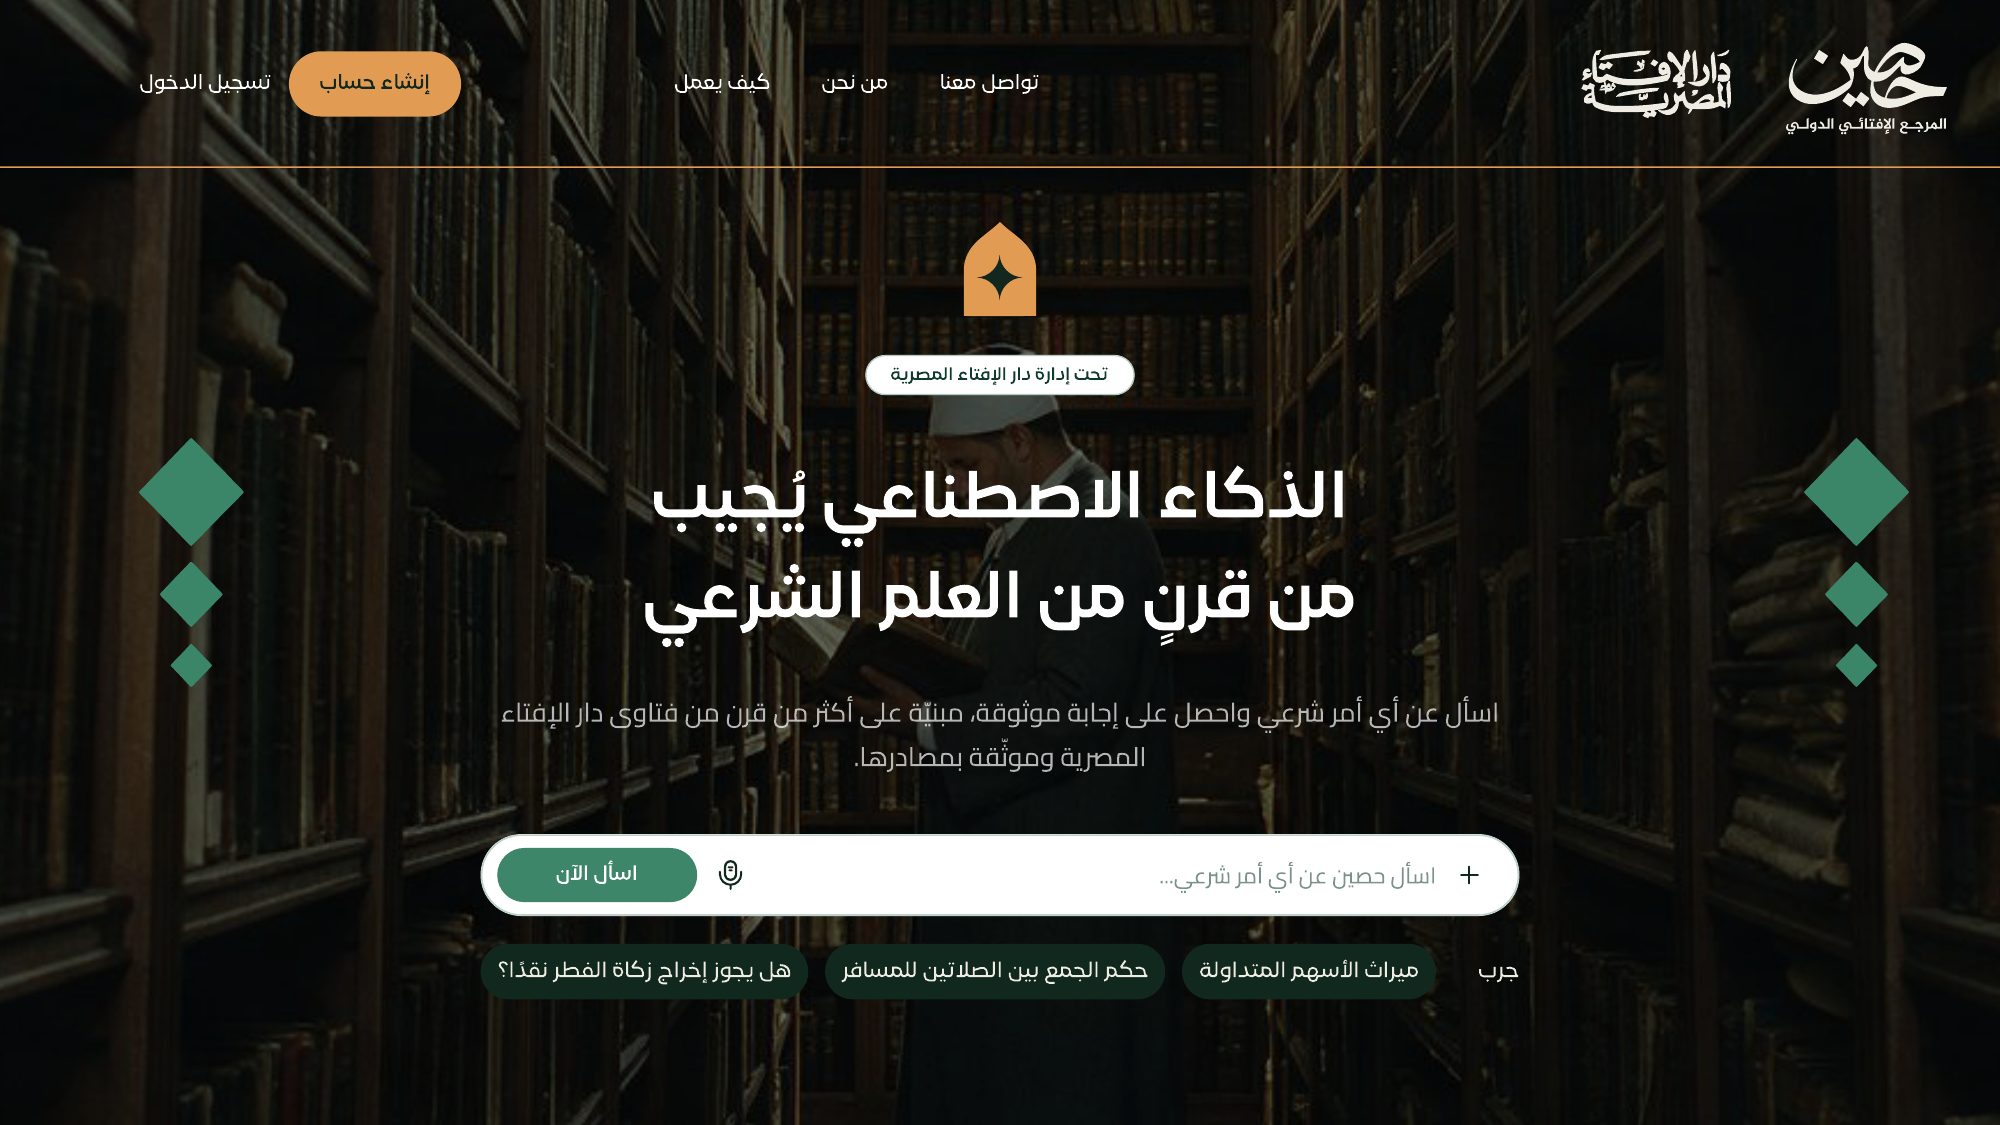 حصين
المرجع الإفتائي الدولي
دار الإفتاء
المصرية
تواصل معنا
من نحن
كيف يعمل
إنشاء حساب
تسجيل الدخول
تحت إدارة دار الإفتاء المصرية
الذكاء الاصطناعي يُجيب
من قرنٍ من العلم الشرعي
اسأل عن أي أمر شرعي واحصل على إجابة موثوقة، مبنيّة على أكثر من قرن من فتاوى دار الإفتاء
المصرية وموثّقة بمصادرها.
اسأل حصين عن أي أمر شرعي...
اسأل الآن
جرب
ميراث الأسهم المتداولة
حكم الجمع بين الصلاتين للمسافر
هل يجوز إخراج زكاة الفطر نقدًا؟